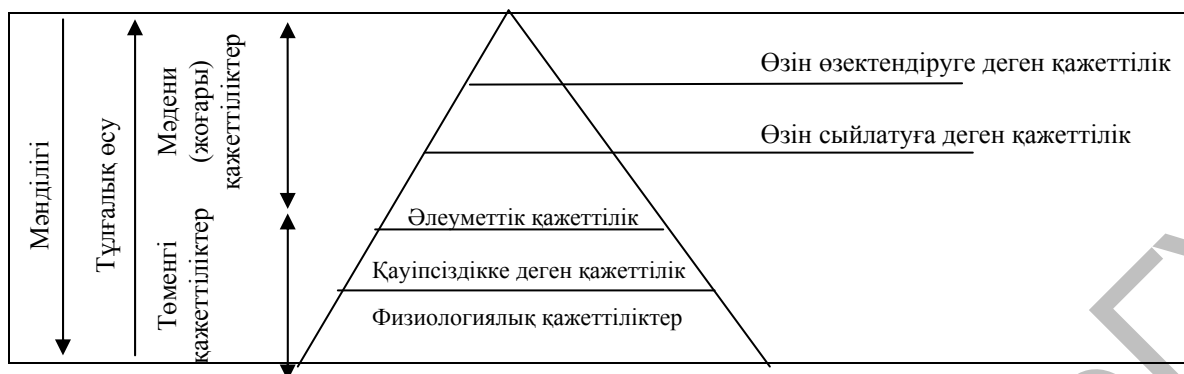 Мәнділігі
Тұлғалық өсу
Мәдени
(жоғары)
қажеттіліктер
Төменгі
қажеттіліктер
Өзін өзектендіруге деген қажеттілік
Өзін сыйлатуға деген қажеттілік
Әлеуметтік қажеттілік
Қауіпсіздікке деген қажеттілік
Физиологиялық қажеттіліктер